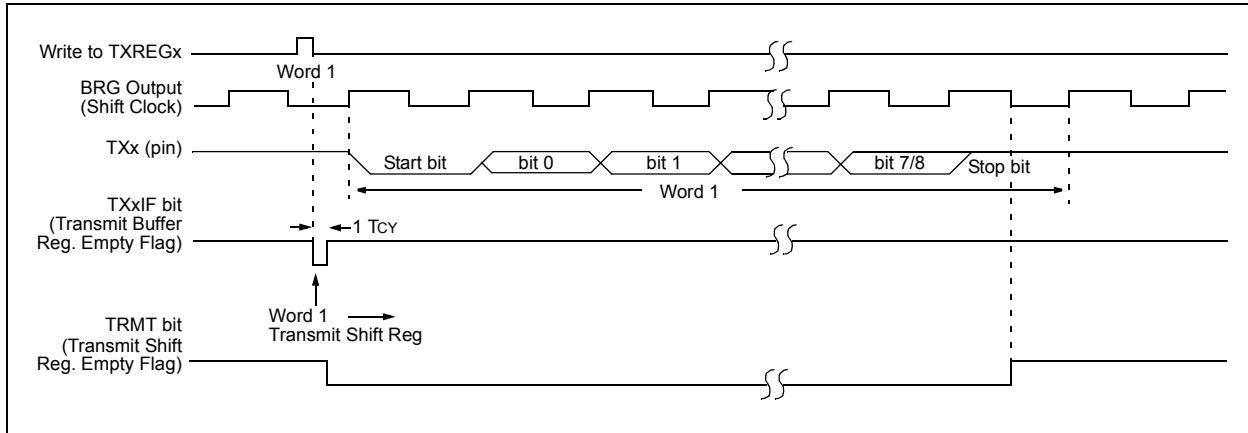 Write to TXREGx
Word 1
BRG Output
(Shift Clock)
TXx (pin)
Start bit
bit 0
bit 1
bit 7/8
Stop bit
Word 1
TXxIF bit
(Transmit Buffer
Reg. Empty Flag)
1 TCY
Word 1
Transmit Shift Reg
TRMT bit
(Transmit Shift
Reg. Empty Flag)